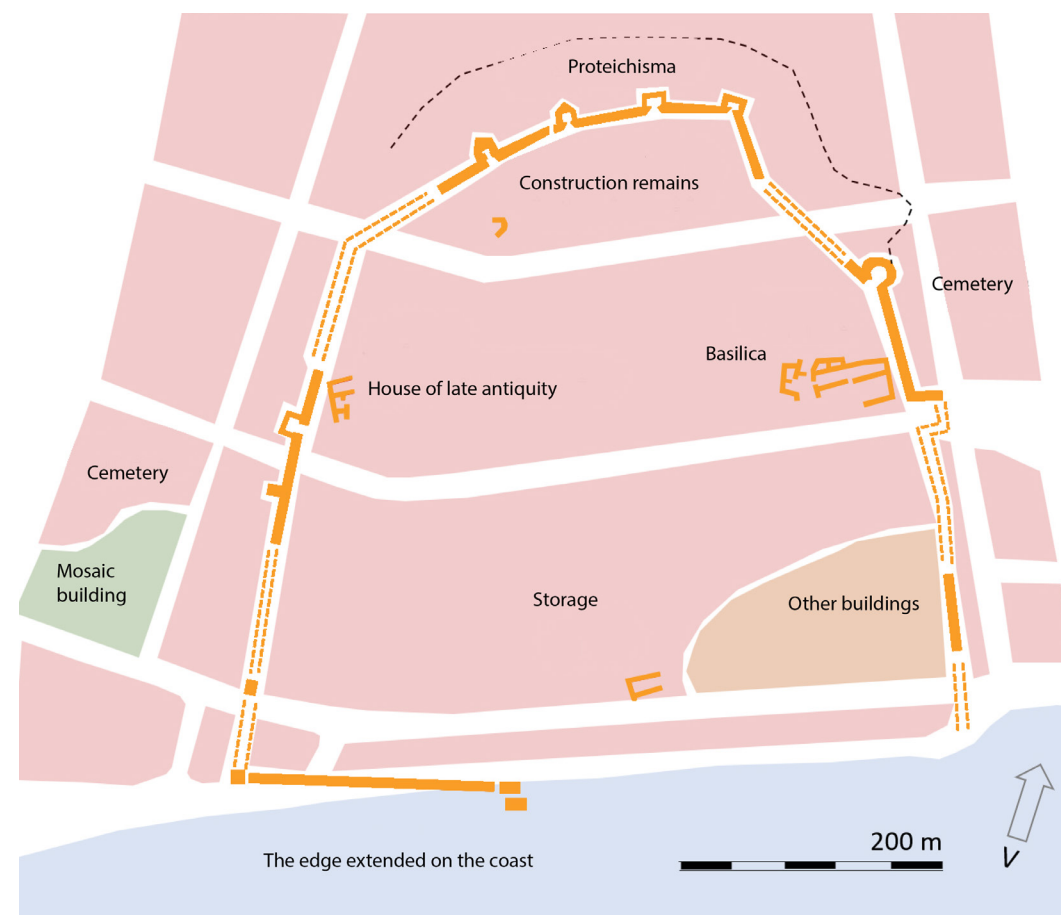 Proteichisma
Construction remains
Cemetery
Basilica
House of late antiquity
Cemetery
Mosaic
building
Storage
Other buildings
200 m
The edge extended on the coast
V